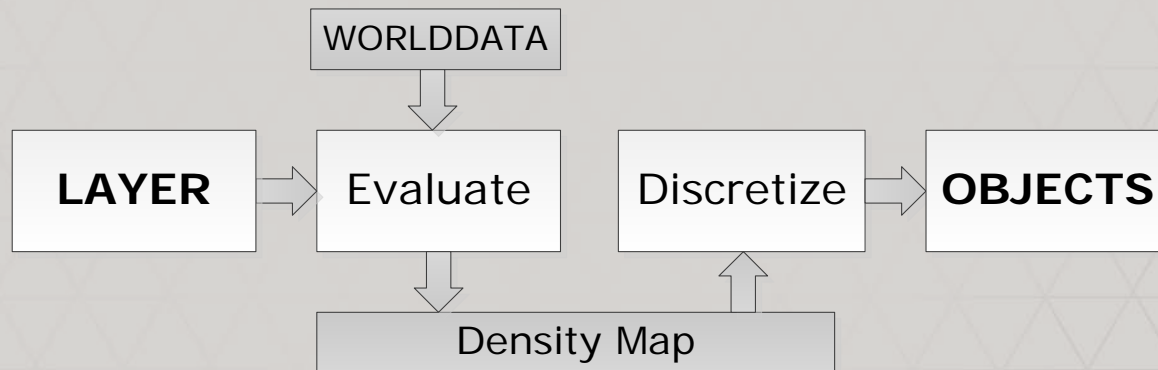 WORLDDATA
LAYER
Evaluate
Discretize
OBJECTS
Density Map